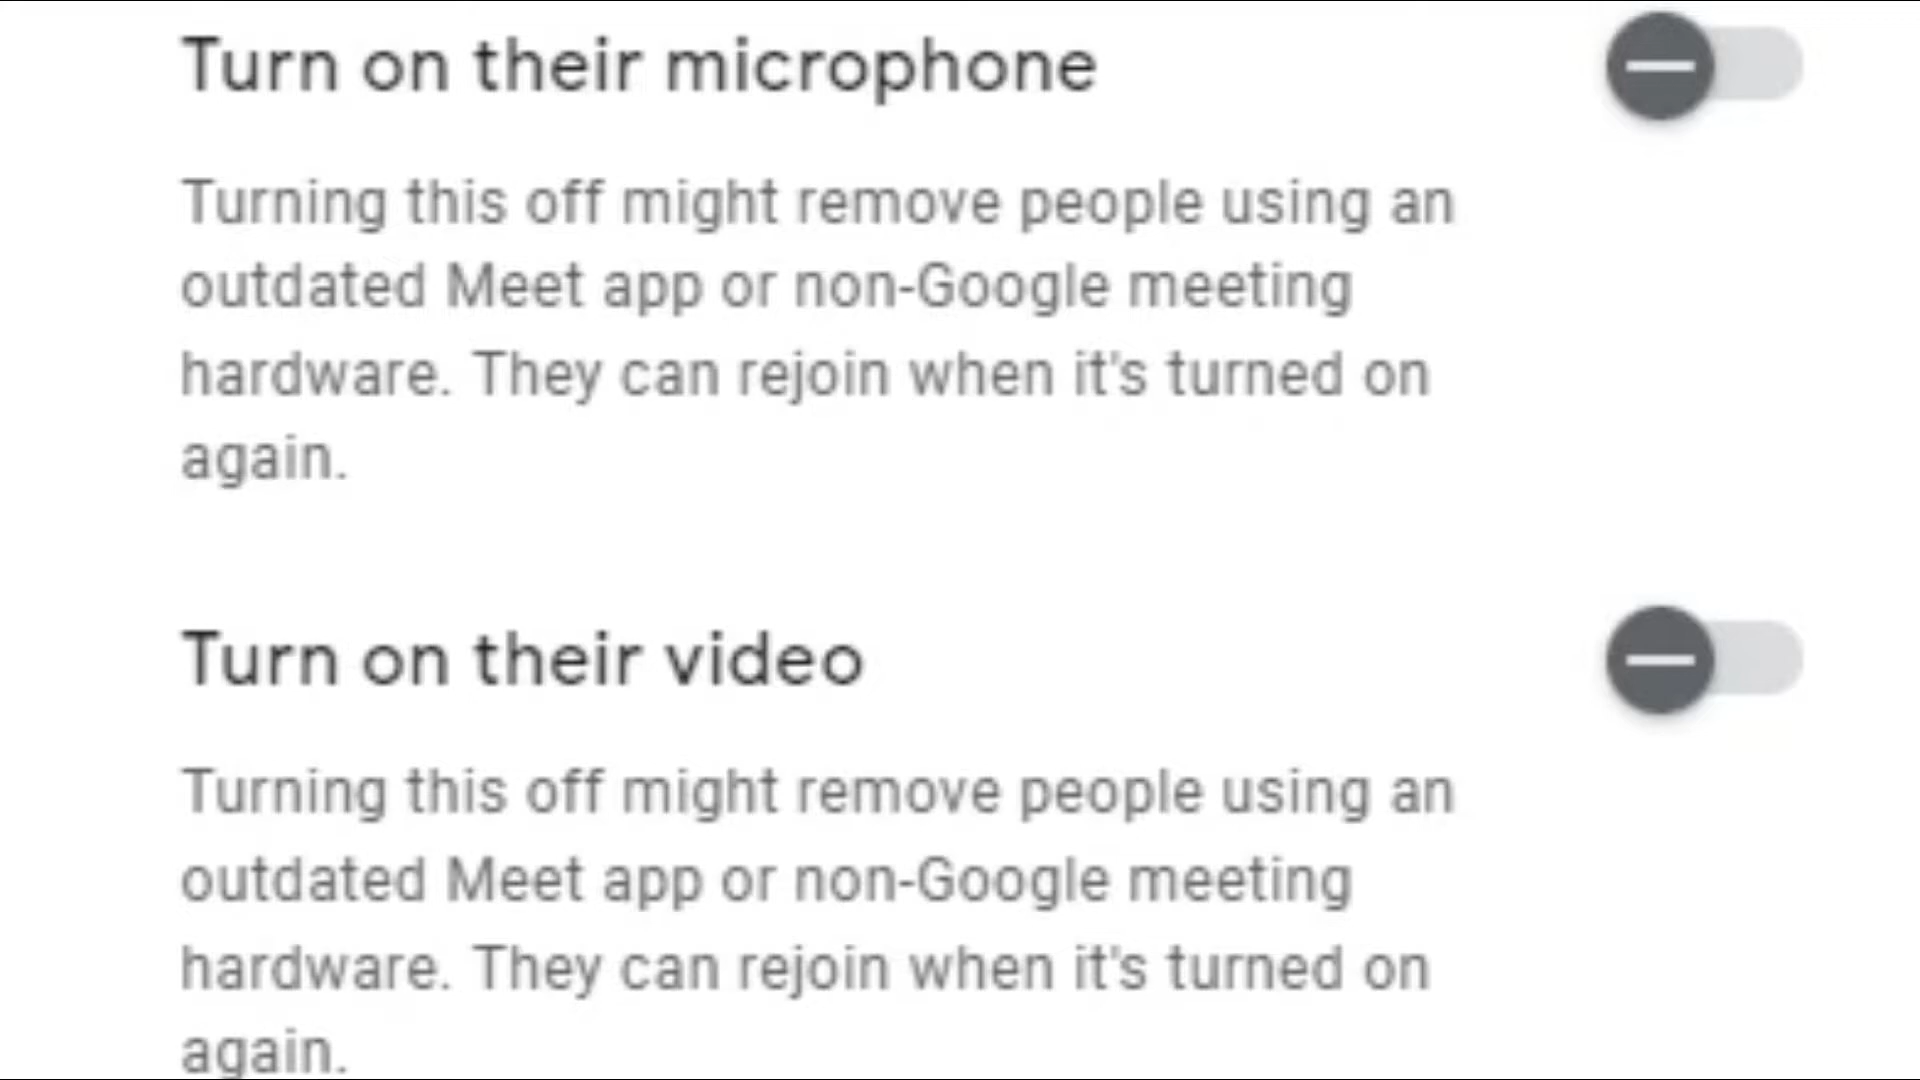 Turn on their microphone
Turning this off might remove people using an
outdated Meet app or non-Google meeting
hardware. They can rejoin when it's turned on
again.
Turn on their video
Turning this off might remove people using an
outdated Meet app or non-Google meeting
hardware. They can rejoin when it's turned on
again.